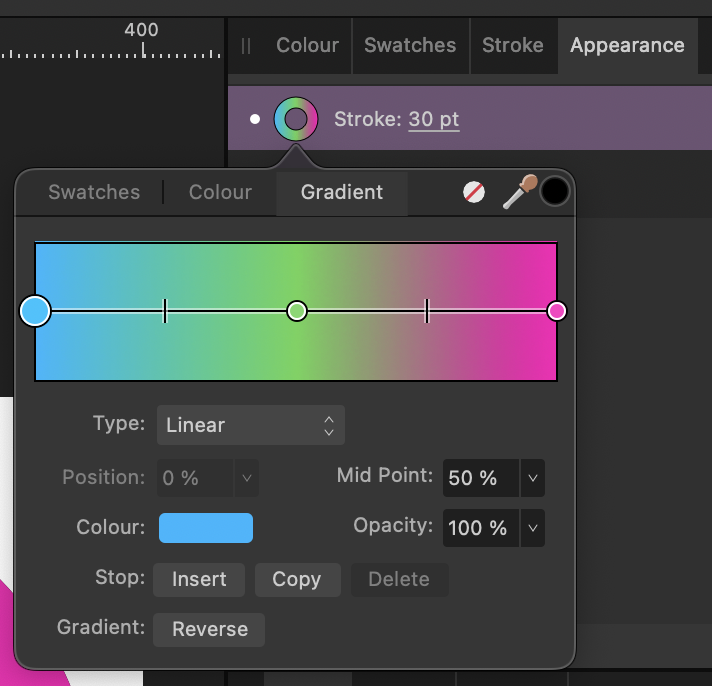 400
Colour Swatches Stroke Appearance
Stroke: 30 pt
Swatches Colour Gradient
Type: Linear
Position: 0 % Mid Point: 50 %
Colour: Opacity: 100 %
Stop: Insert Copy Delete
Gradient: Reverse